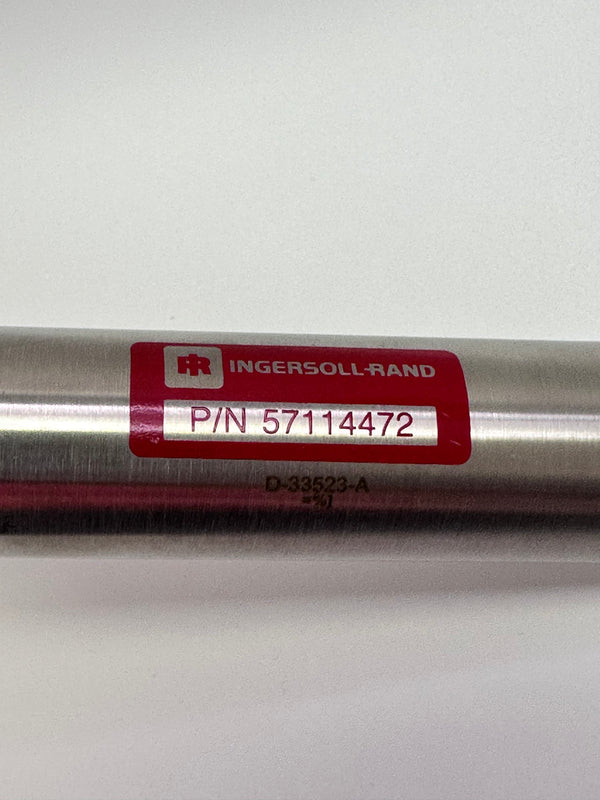 IR INGERSOLL-RAND
P/N 57114472
D-33523-A
=%]